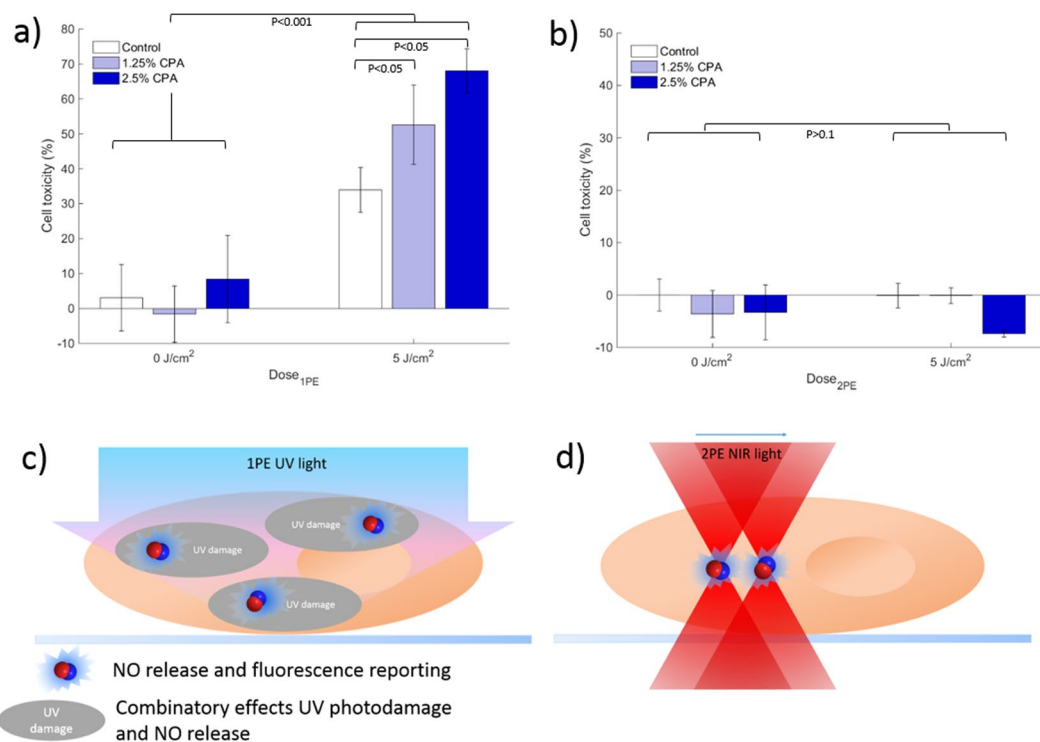 a)
P<0.001
P<0.05
P<0.05
Control
1.25% CPA
2.5% CPA
Cell toxicity (%)
80
70
60
50
40
30
20
10
0
-10
0 J/cm²
5 J/cm²
Dose₁PE
b)
P>0.1
Control
1.25% CPA
2.5% CPA
Cell toxicity (%)
50
40
30
20
10
0
-10
0 J/cm²
5 J/cm²
Dose₂PE
c)
1PE UV light
UV damage
UV damage
UV damage
NO release and fluorescence reporting
UV
damage
Combinatory effects UV photodamage
and NO release
d)
2PE NIR light